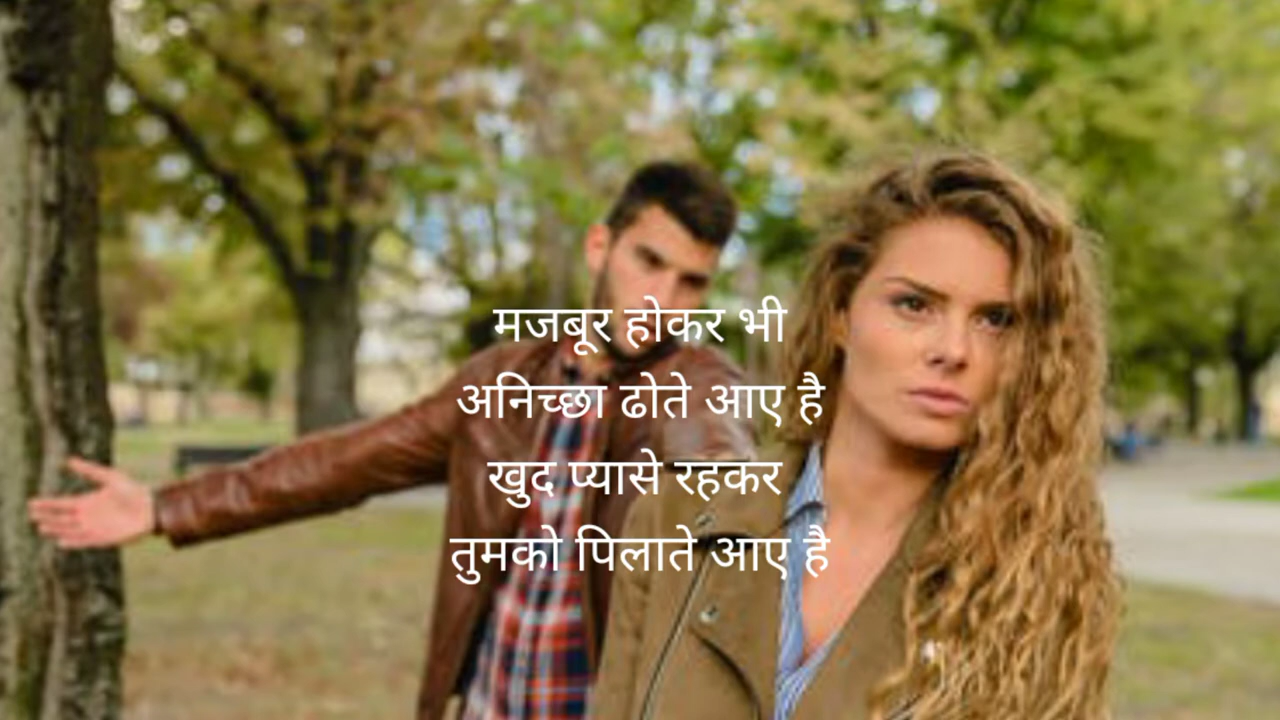 मजबूर होकर भी
अनिच्छा ढोते आए है
खुद प्यासे रहकर
तुमको पिलाते आए है